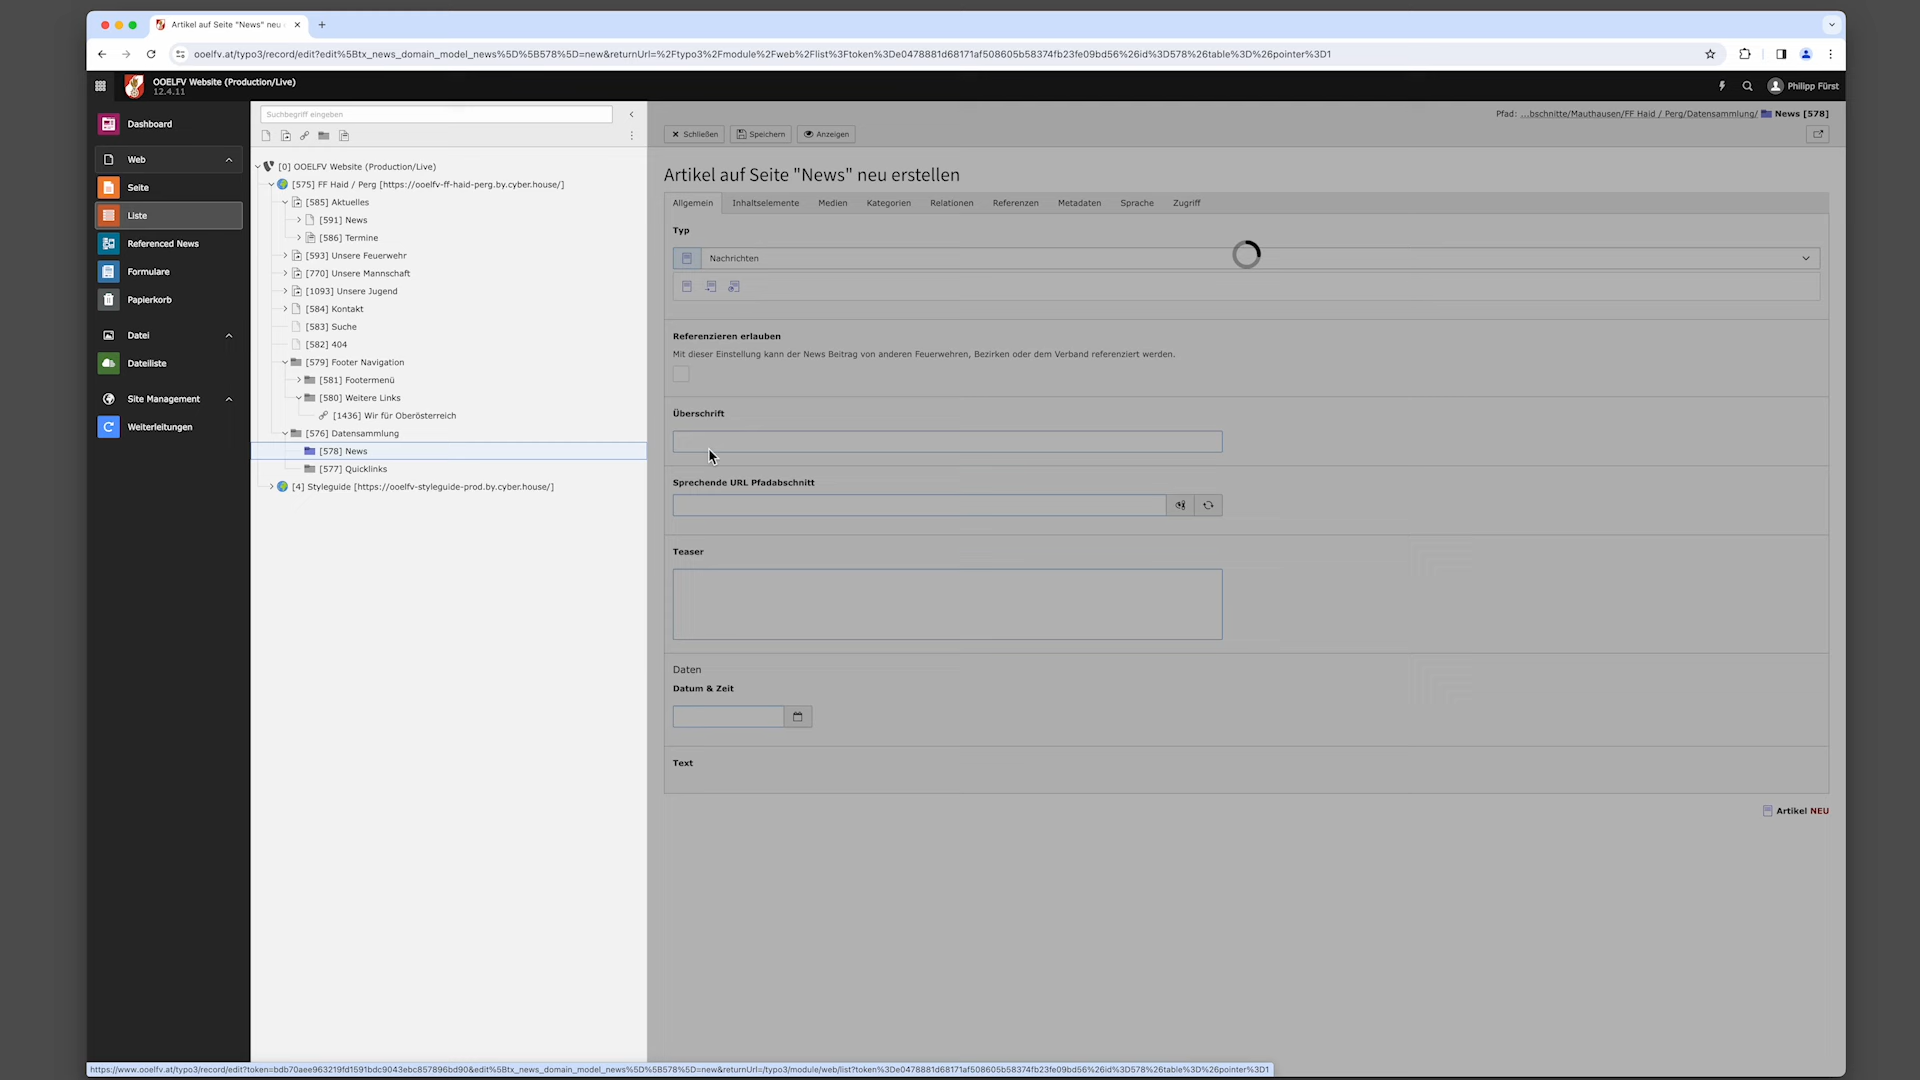 Artikel auf Seite "News" neu
ooelfv.at/typo3/record/edit?edit%5Btx_news_domain_model_news%5D%5B578%5D=new&returnUrl=%2Ftypo3%2Fmodule%2Fweb%2Flist%3Ftoken%3De0478881d68171af508605b58374fb23fe09bd56%26id%3D578%26table%3D%26pointer%3D1
OOELFV Website (Production/Live)
12.4.11
Philipp Fürst
Dashboard
Web
Seite
Liste
Referenced News
Formulare
Papierkorb
Datei
Dateiliste
Site Management
Weiterleitungen
Suchbegriff eingeben
[0] OOELFV Website (Production/Live)
[575] FF Haid / Perg [https://ooelfv-ff-haid-perg.by.cyber.house/]
[585] Aktuelles
[591] News
[586] Termine
[593] Unsere Feuerwehr
[770] Unsere Mannschaft
[1093] Unsere Jugend
[584] Kontakt
[583] Suche
[582] 404
[579] Footer Navigation
[581] Footermenü
[580] Weitere Links
[1436] Wir für Oberösterreich
[576] Datensammlung
[578] News
[577] Quicklinks
[4] Styleguide [https://ooelfv-styleguide-prod.by.cyber.house/]
Pfad: ...bschnitte/Mauthausen/FF Haid / Perg/Datensammlung/ News [578]
Schließen Speichern Anzeigen
Artikel auf Seite "News" neu erstellen
Allgemein Inhaltselemente Medien Kategorien Relationen Referenzen Metadaten Sprache Zugriff
Typ
Nachrichten
Referenzieren erlauben
Mit dieser Einstellung kann der News Beitrag von anderen Feuerwehren, Bezirken oder dem Verband referenziert werden.
Überschrift
Sprechende URL Pfadabschnitt
Teaser
Daten
Datum & Zeit
Text
Artikel NEU
https://www.ooelfv.at/typo3/record/edit?token=bdb70aee963219fd1591bdc9043ebc857896bd90&edit%5Btx_news_domain_model_news%5D%5B578%5D=new&returnUrl=/typo3/module/web/list?token%3De0478881d68171af508605b58374fb23fe09bd56%26id%3D578%26table%3D%26pointer%3D1